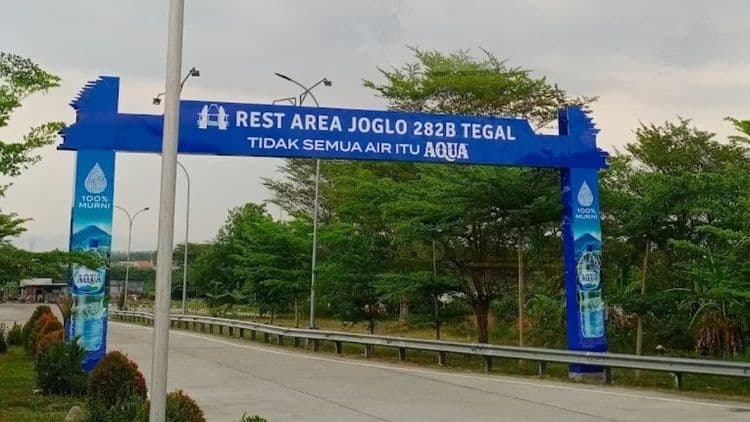 REST AREA JOGLO 282B TEGAL
TIDAK SEMUA AIR ITU AQUA
100%
MURNI
AQUA
100%
MURNI
AQUA